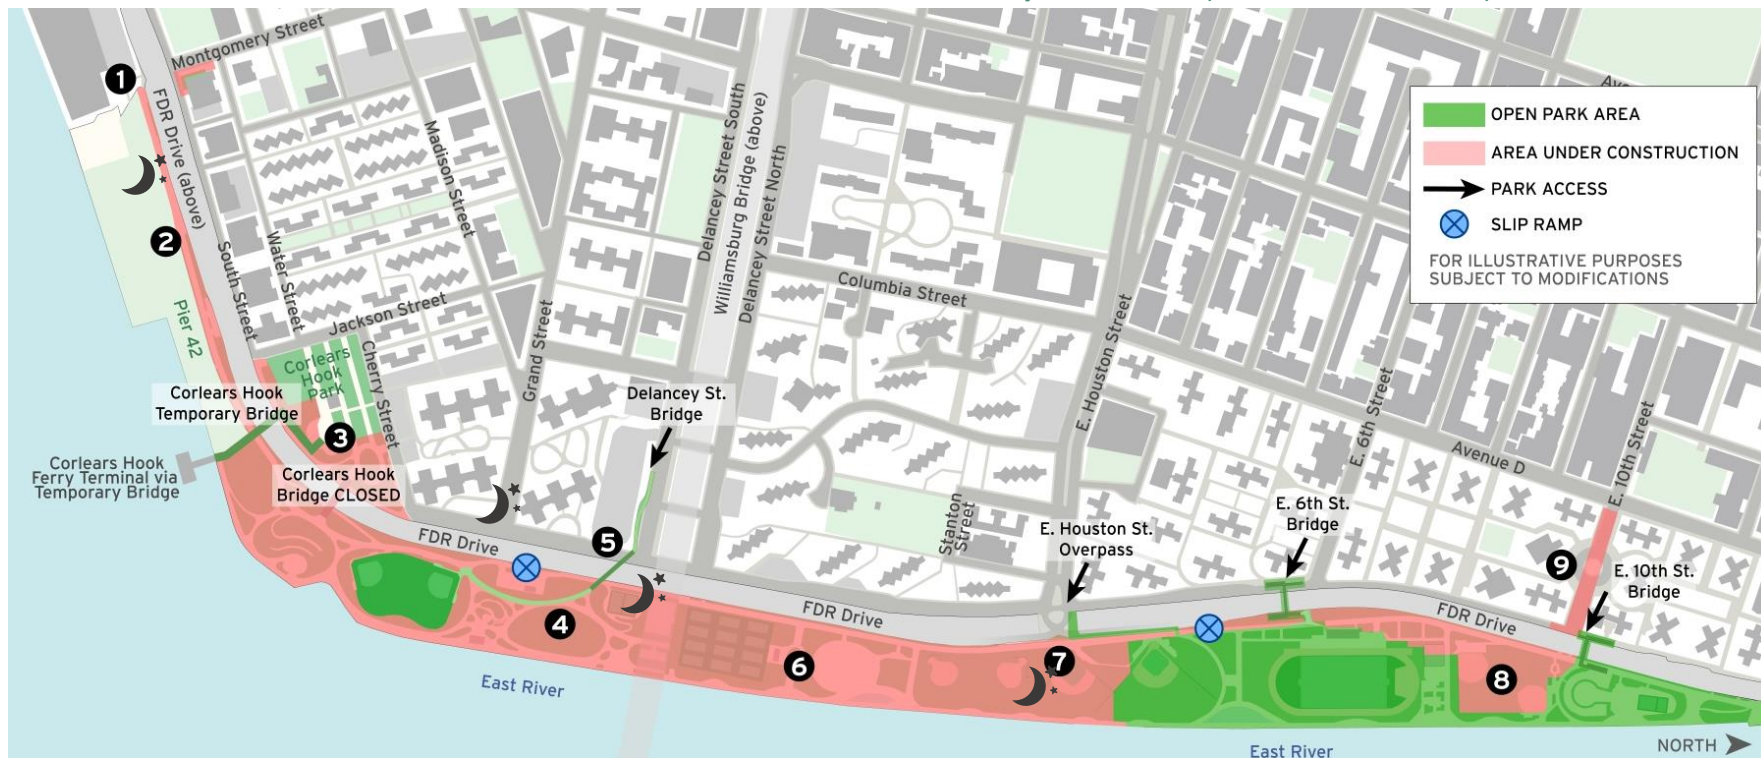 Montgomery Street
1
FDR Drive (above)
2
Pier 42
South Street
Water Street
Madison Street
Jackson Street
Cherry Street
Corlears
Hook
Park
Corlears Hook
Temporary Bridge
3
Corlears Hook
Ferry Terminal via
Temporary Bridge
Corlears Hook
Bridge CLOSED
Grand Street
Delancey Street South
Williamsburg Bridge (above)
Delancey Street North
Delancey St.
Bridge
FDR Drive
5
4
East River
Columbia Street
E. Houston Street
Stanton
Street
E. Houston St.
Overpass
FDR Drive
6
7
E. 6th Street
E. 6th St.
Bridge
Avenue D
E. 10th Street
9
E. 10th St.
Bridge
FDR Drive
8
East River
NORTH
OPEN PARK AREA
AREA UNDER CONSTRUCTION
PARK ACCESS
SLIP RAMP
FOR ILLUSTRATIVE PURPOSES
SUBJECT TO MODIFICATIONS